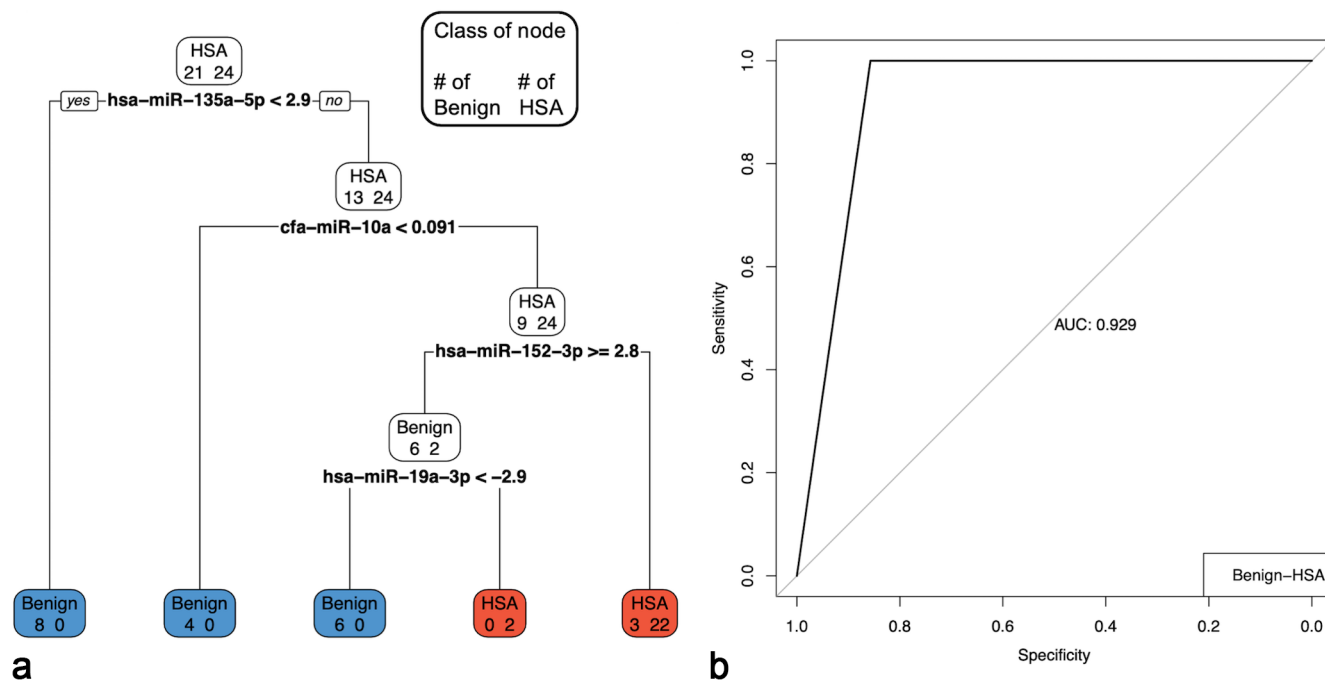 HSA
21 24
yes
hsa−miR−135a−5p < 2.9
no
Class of node
# of # of
Benign HSA
HSA
13 24
cfa−miR−10a < 0.091
HSA
9 24
hsa−miR−152−3p >= 2.8
Benign
6 2
hsa−miR−19a−3p < −2.9
Benign
8 0
Benign
4 0
Benign
6 0
HSA
0 2
HSA
3 22
a
Sensitivity
1.0
0.8
0.6
0.4
0.2
0.0
AUC: 0.929
Benign−HSA
1.0 0.8 0.6 0.4 0.2 0.0
Specificity
b